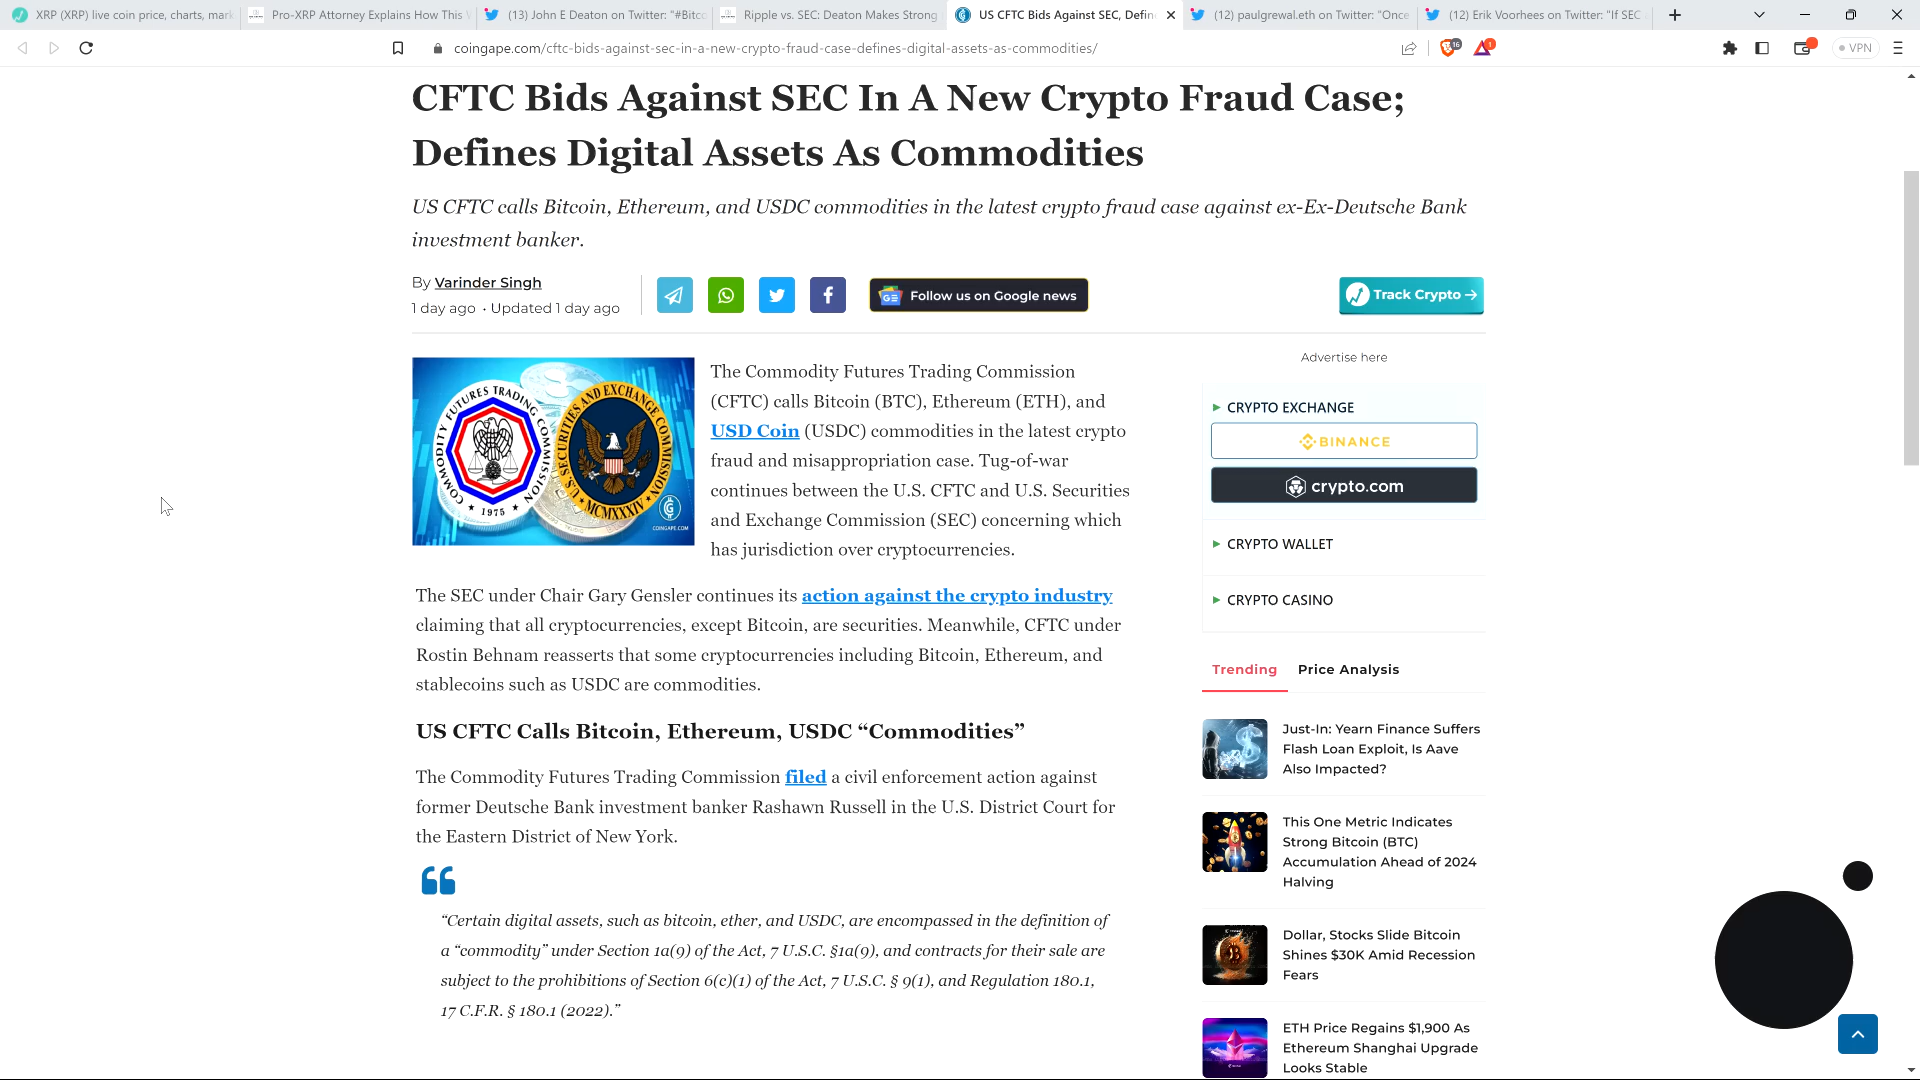 XRP (XRP) live coin price, charts, mark
Pro-XRP Attorney Explains How This
(13) John E Deaton on Twitter: "#Bitco
Ripple vs. SEC: Deaton Makes Strong
US CFTC Bids Against SEC, Defin
(12) paulgrewal.eth on Twitter: "Once
(12) Erik Voorhees on Twitter: "If SEC
coingape.com/cftc-bids-against-sec-in-a-new-crypto-fraud-case-defines-digital-assets-as-commodities/
16
1
VPN
CFTC Bids Against SEC In A New Crypto Fraud Case;
Defines Digital Assets As Commodities
US CFTC calls Bitcoin, Ethereum, and USDC commodities in the latest crypto fraud case against ex-Ex-Deutsche Bank
investment banker.
By Varinder Singh
1 day ago • Updated 1 day ago
Follow us on Google news
Track Crypto →
COMMODITY FUTURES TRADING COMMISSION
1975
SECURITIES AND EXCHANGE COMMISSION
MCMXXXIV
COINGAPE.COM
The Commodity Futures Trading Commission
(CFTC) calls Bitcoin (BTC), Ethereum (ETH), and
USD Coin (USDC) commodities in the latest crypto
fraud and misappropriation case. Tug-of-war
continues between the U.S. CFTC and U.S. Securities
and Exchange Commission (SEC) concerning which
has jurisdiction over cryptocurrencies.
The SEC under Chair Gary Gensler continues its action against the crypto industry
claiming that all cryptocurrencies, except Bitcoin, are securities. Meanwhile, CFTC under
Rostin Behnam reasserts that some cryptocurrencies including Bitcoin, Ethereum, and
stablecoins such as USDC are commodities.
US CFTC Calls Bitcoin, Ethereum, USDC “Commodities”
The Commodity Futures Trading Commission filed a civil enforcement action against
former Deutsche Bank investment banker Rashawn Russell in the U.S. District Court for
the Eastern District of New York.
“Certain digital assets, such as bitcoin, ether, and USDC, are encompassed in the definition of
a “commodity” under Section 1a(9) of the Act, 7 U.S.C. §1a(9), and contracts for their sale are
subject to the prohibitions of Section 6(c)(1) of the Act, 7 U.S.C. § 9(1), and Regulation 180.1,
17 C.F.R. § 180.1 (2022).”
Advertise here
CRYPTO EXCHANGE
BINANCE
crypto.com
CRYPTO WALLET
CRYPTO CASINO
Trending
Price Analysis
Just-In: Yearn Finance Suffers
Flash Loan Exploit, Is Aave
Also Impacted?
This One Metric Indicates
Strong Bitcoin (BTC)
Accumulation Ahead of 2024
Halving
Dollar, Stocks Slide Bitcoin
Shines $30K Amid Recession
Fears
ETH Price Regains $1,900 As
Ethereum Shanghai Upgrade
Looks Stable